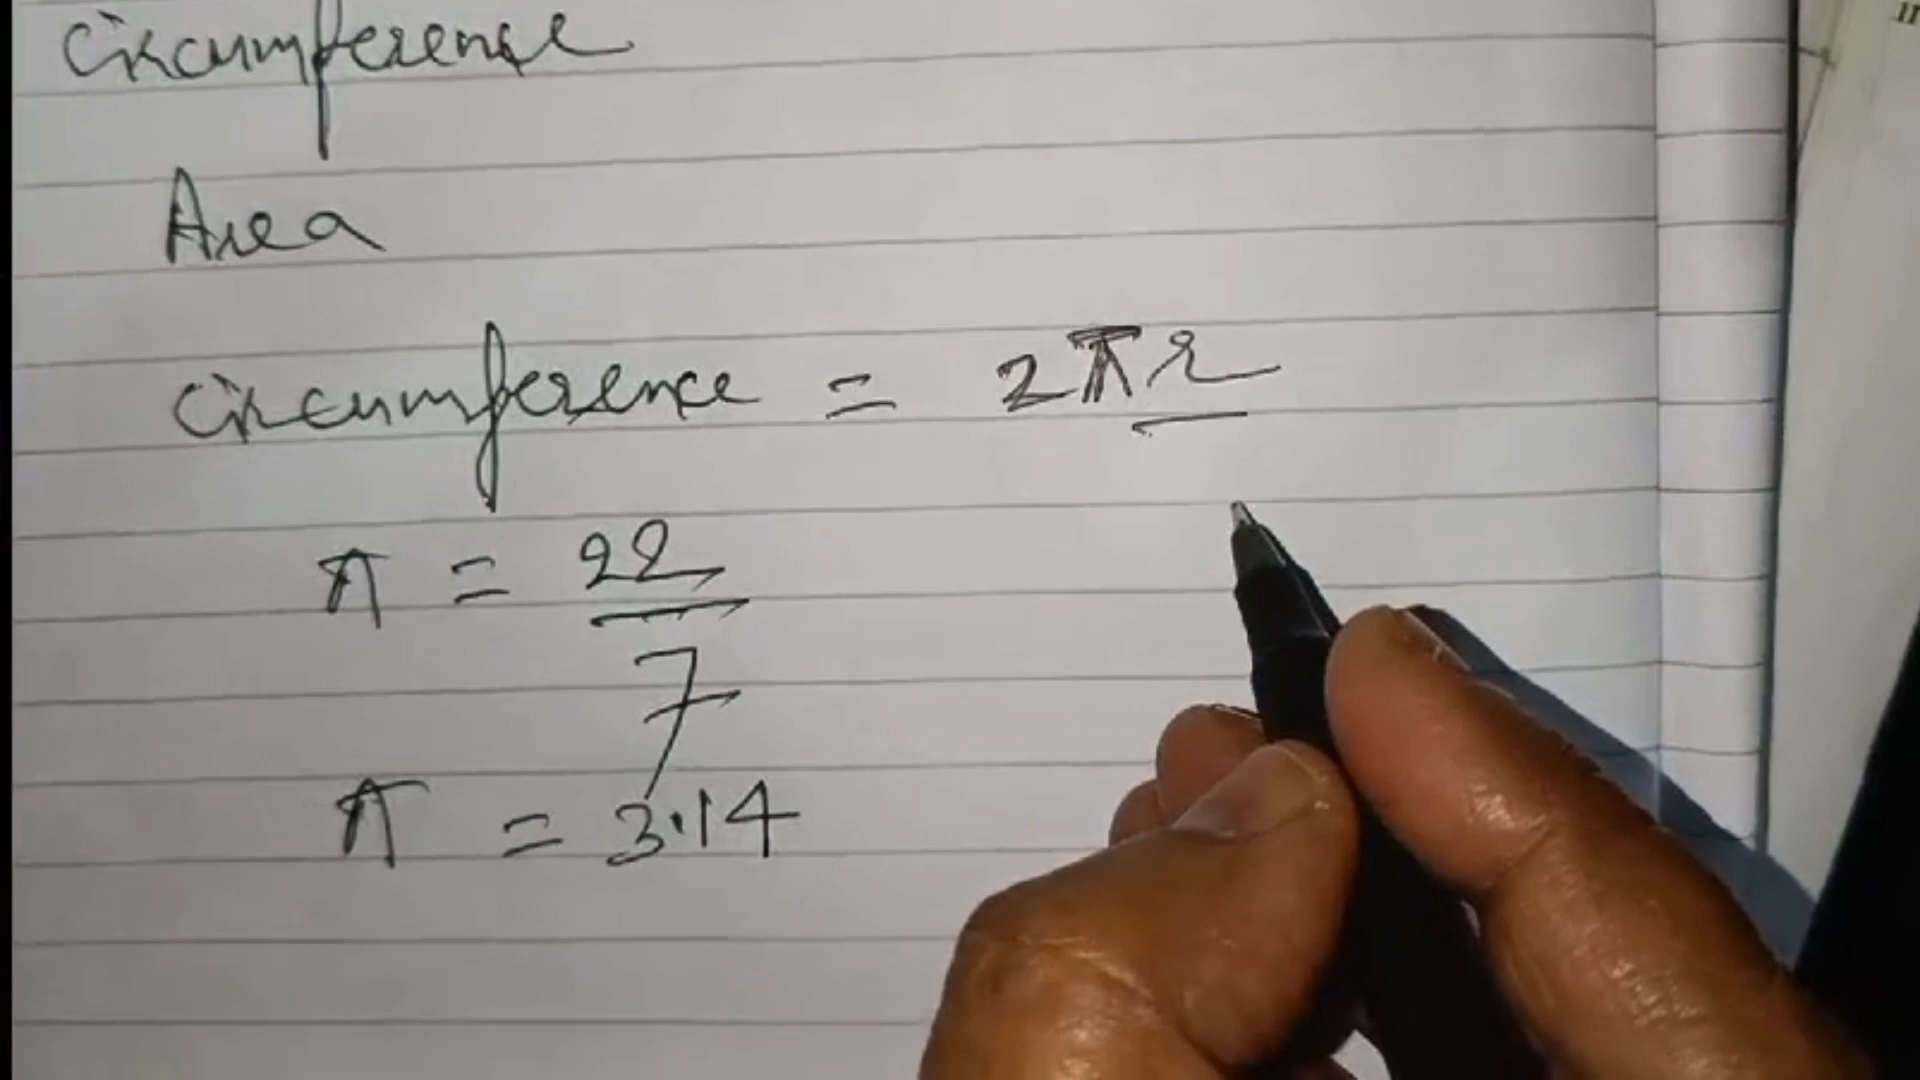 Circumference
Area
Circumference = 2πr
π = 22
7
π = 3.14